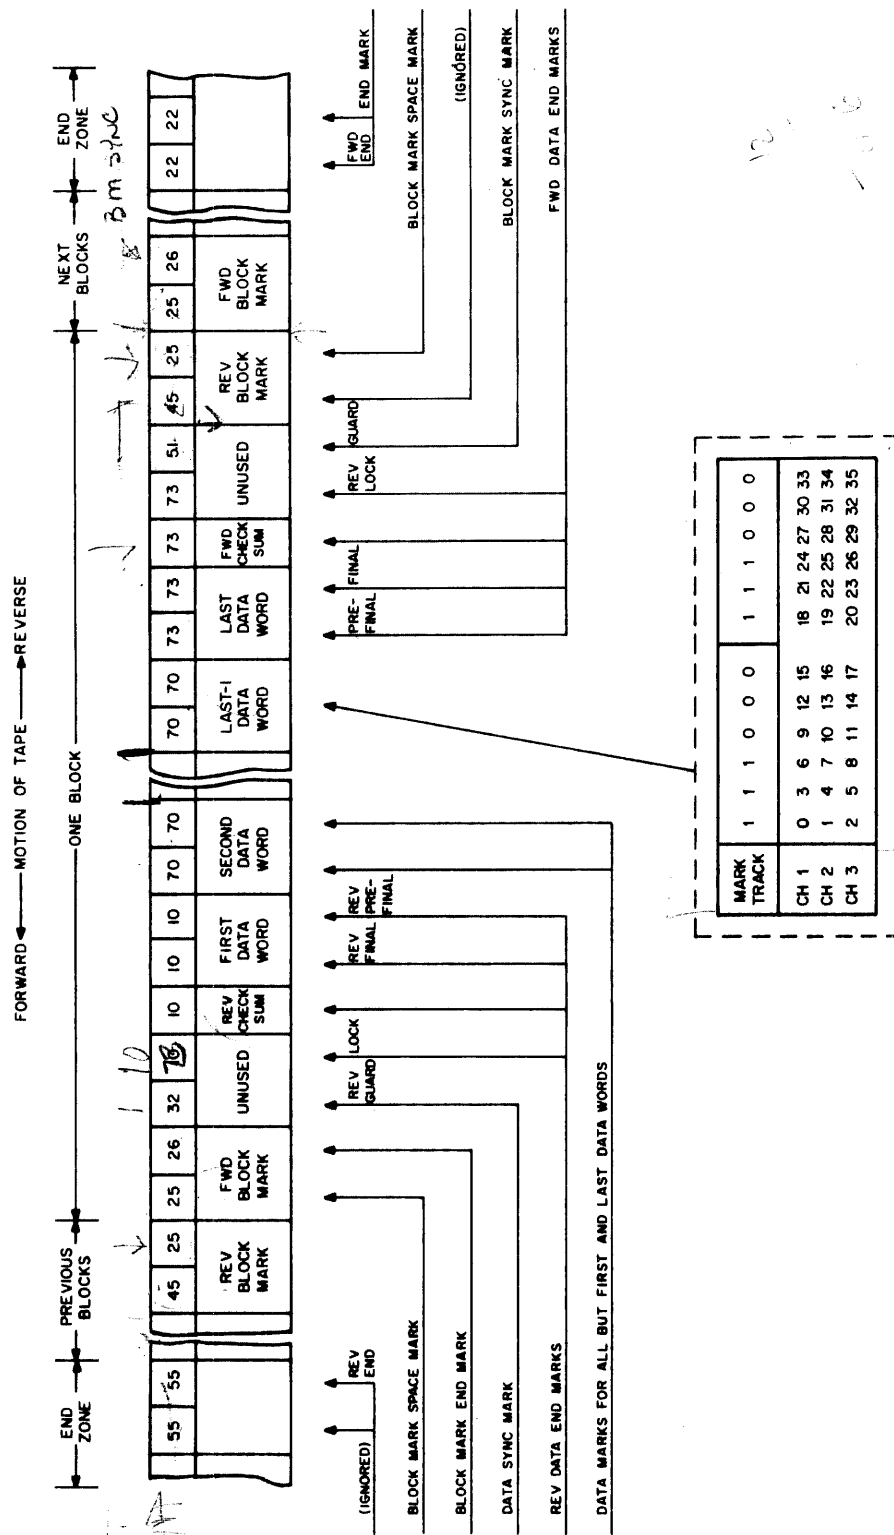 FORWARD ◄—— MOTION OF TAPE ——► REVERSE
END ZONE
PREVIOUS BLOCKS
ONE BLOCK
NEXT BLOCKS
END ZONE
Bm SYNC
10
55 55 45 25 25 26 32 10 10 10 70 70 70 70 73 73 73 73 51 45 25 25 26 22 22
REV BLOCK MARK
FWD BLOCK MARK
UNUSED
REV CHECK SUM
FIRST DATA WORD
SECOND DATA WORD
LAST-1 DATA WORD
LAST DATA WORD
FWD CHECK SUM
UNUSED
REV BLOCK MARK
FWD BLOCK MARK
(IGNORED)
REV END
BLOCK MARK SPACE MARK
BLOCK MARK END MARK
DATA SYNC MARK
REV GUARD
LOCK
REV FINAL
REV PRE-FINAL
REV DATA END MARKS
DATA MARKS FOR ALL BUT FIRST AND LAST DATA WORDS
PRE-FINAL
FINAL
REV LOCK
GUARD
FWD END
END MARK
BLOCK MARK SPACE MARK
(IGNORED)
BLOCK MARK SYNC MARK
FWD DATA END MARKS
MARK TRACK 1 1 1 0 0 0 1 1 1 0 0 0
CH 1 0 3 6 9 12 15 18 21 24 27 30 33
CH 2 1 4 7 10 13 16 19 22 25 28 31 34
CH 3 2 5 8 11 14 17 20 23 26 29 32 35